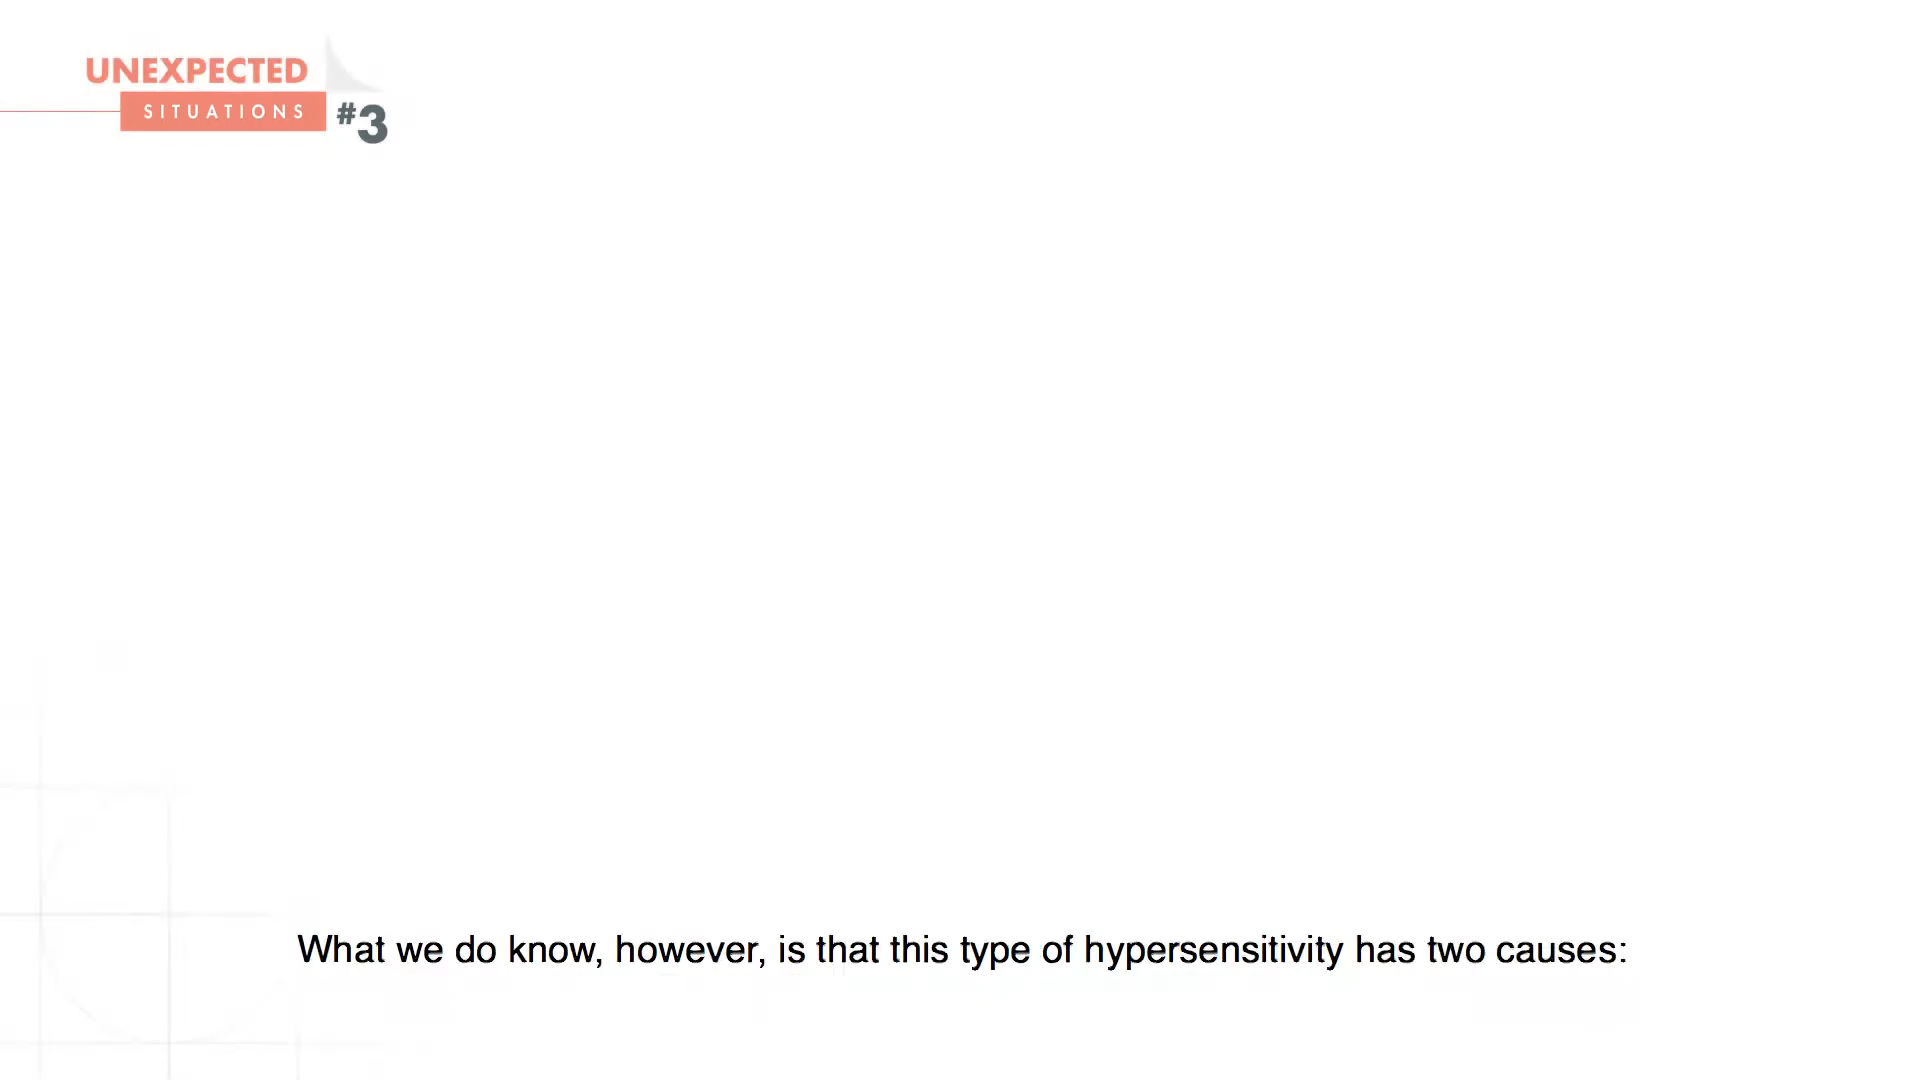 UNEXPECTED
SITUATIONS
#3
What we do know, however, is that this type of hypersensitivity has two causes: